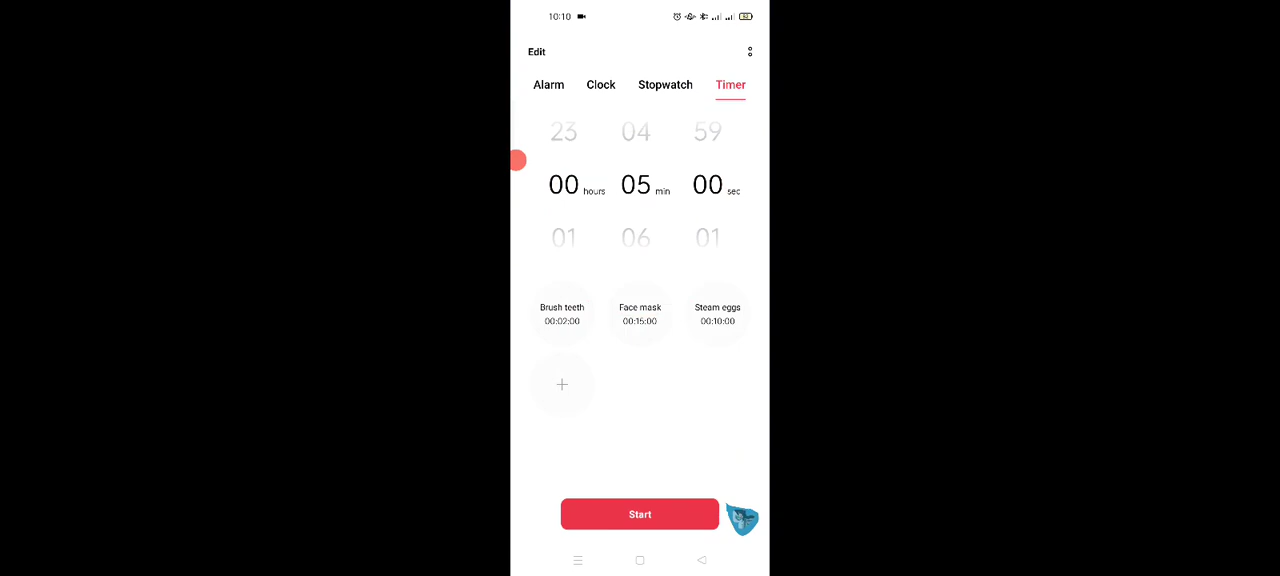 10:10
Edit
Alarm Clock Stopwatch Timer
23 04 59
00 hours 05 min 00 sec
01 06 01
Brush teeth Face mask Steam eggs
00:02:00 00:15:00 00:10:00
+
Start